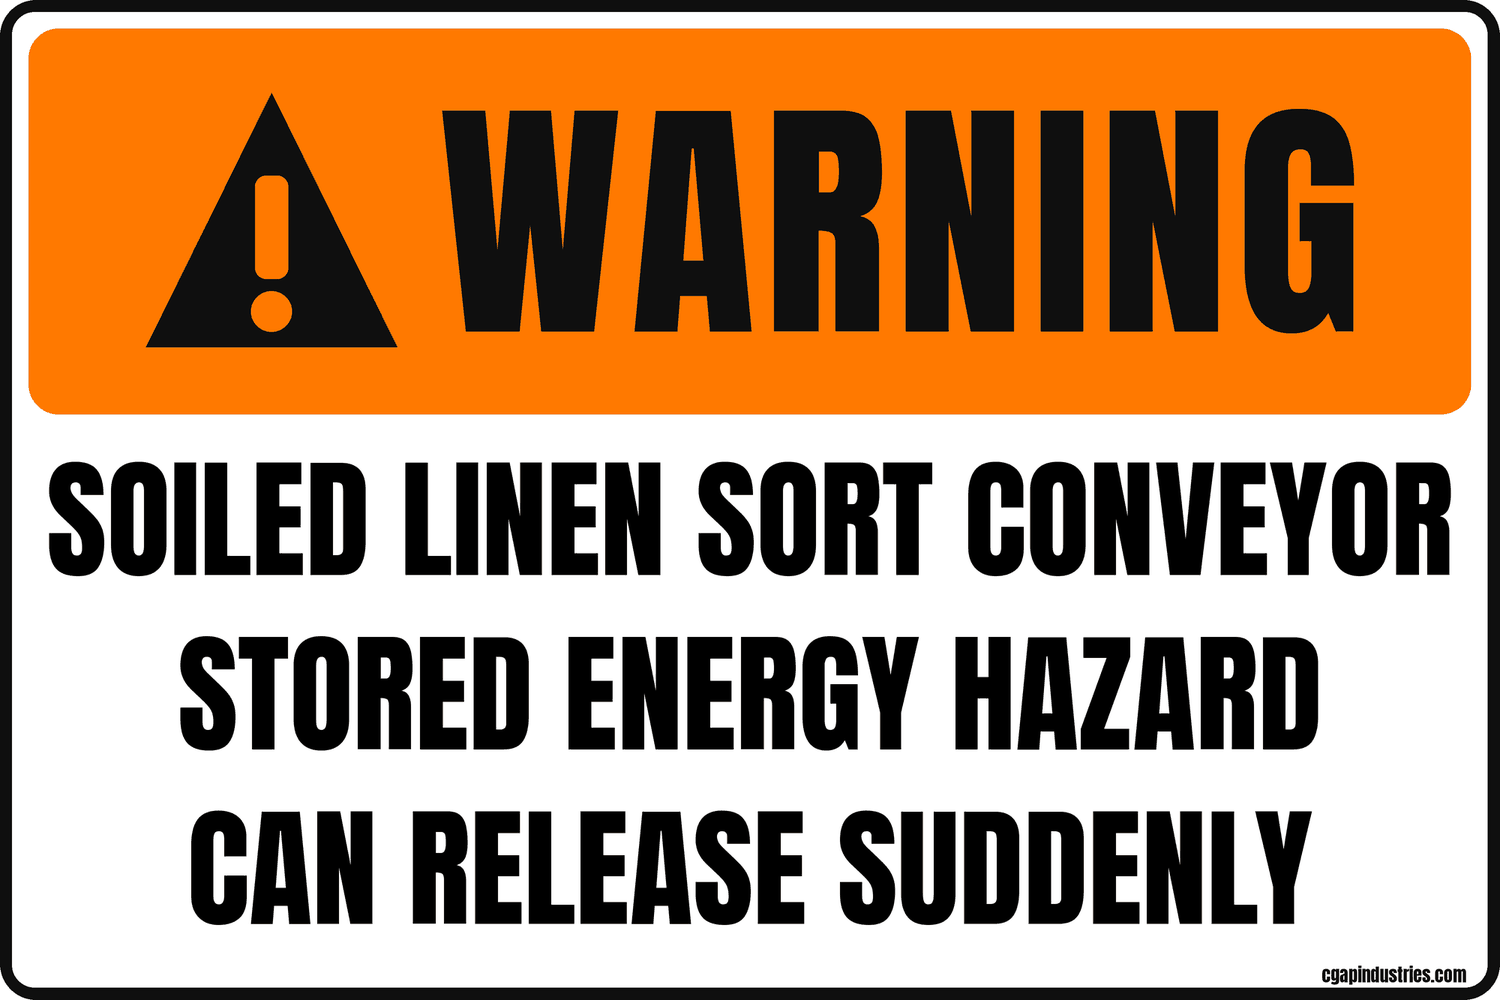 WARNING
SOILED LINEN SORT CONVEYOR
STORED ENERGY HAZARD
CAN RELEASE SUDDENLY
cgapindustries.com